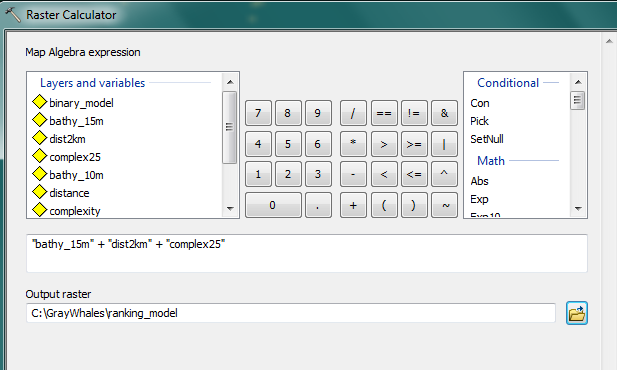 Raster Calculator
Map Algebra expression
Layers and variables
binary_model
bathy_15m
dist2km
complex25
bathy_10m
distance
complexity
7 8 9 / == != &
4 5 6 * > >= |
1 2 3 - < <= ^
0 . + ( ) ~
Conditional
Con
Pick
SetNull
Math
Abs
Exp
Exp10
"bathy_15m" + "dist2km" + "complex25"
Output raster
C:\GrayWhales\ranking_model